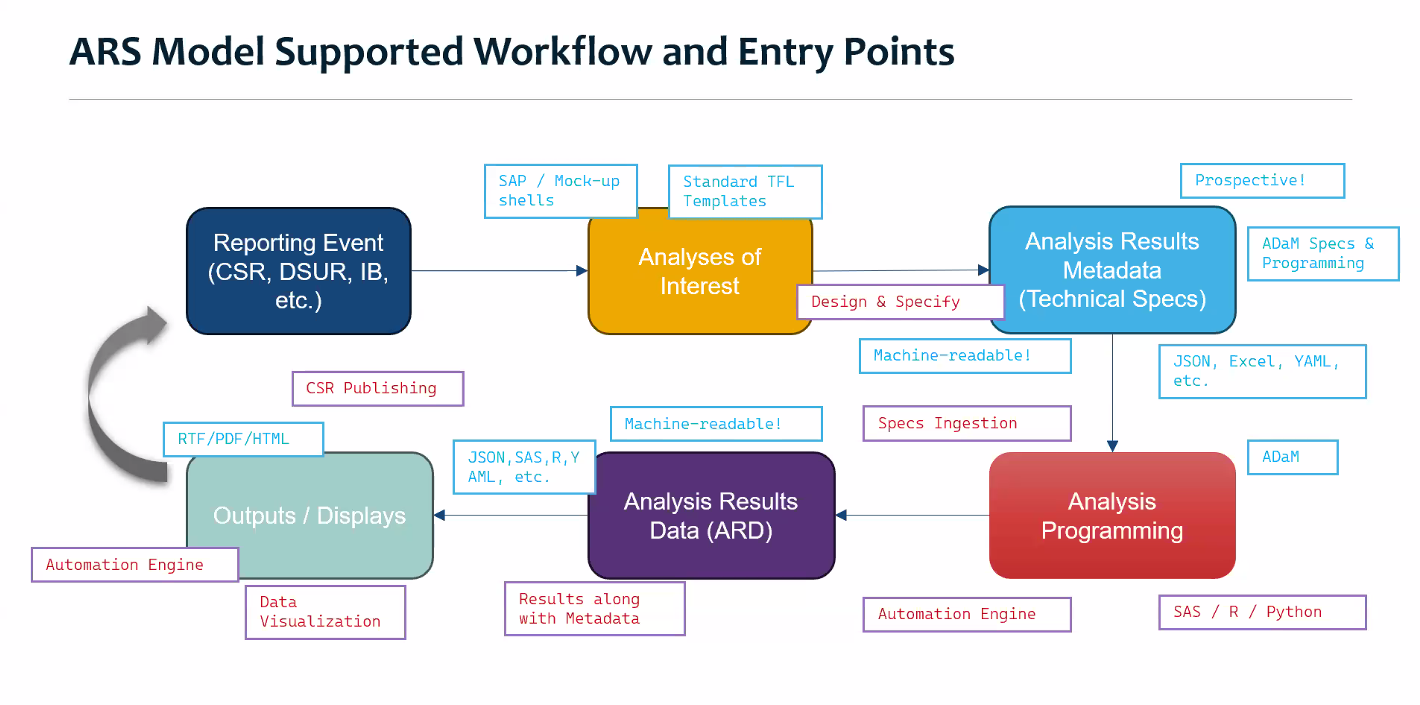 ARS Model Supported Workflow and Entry Points
SAP / Mock-up
shells
Standard TFL
Templates
Prospective!
Reporting Event
(CSR, DSUR, IB,
etc.)
Analyses of
Interest
Analysis Results
Metadata
(Technical Specs)
ADaM Specs &
Programming
Design & Specify
Machine-readable!
JSON, Excel, YAML,
etc.
CSR Publishing
Machine-readable!
Specs Ingestion
RTF/PDF/HTML
JSON,SAS,R,Y
AML, etc.
ADaM
Outputs / Displays
Analysis Results
Data (ARD)
Analysis
Programming
Automation Engine
Data
Visualization
Results along
with Metadata
Automation Engine
SAS / R / Python